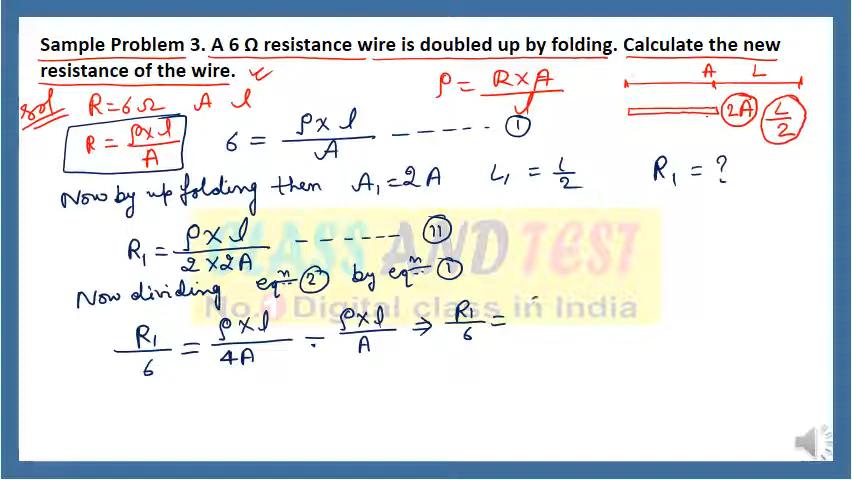 Sample Problem 3. A 6 Ω resistance wire is doubled up by folding. Calculate the new
resistance of the wire.
Sol R = 6Ω A l
ρ = R × A / l
A L
2A L/2
R = ρ × l / A
6 = ρ × l / A ------ 1
Now by up folding then A₁ = 2A L₁ = L/2 R₁ = ?
R₁ = ρ × l / 2 × 2A ------ 11
CLASS AND TEST
Now dividing eqⁿ 2 by eqⁿ 1
No.1 Digital class in India
R₁ / 6 = ρ × l / 4A ÷ ρ × l / A ⇒ R₁ / 6 =